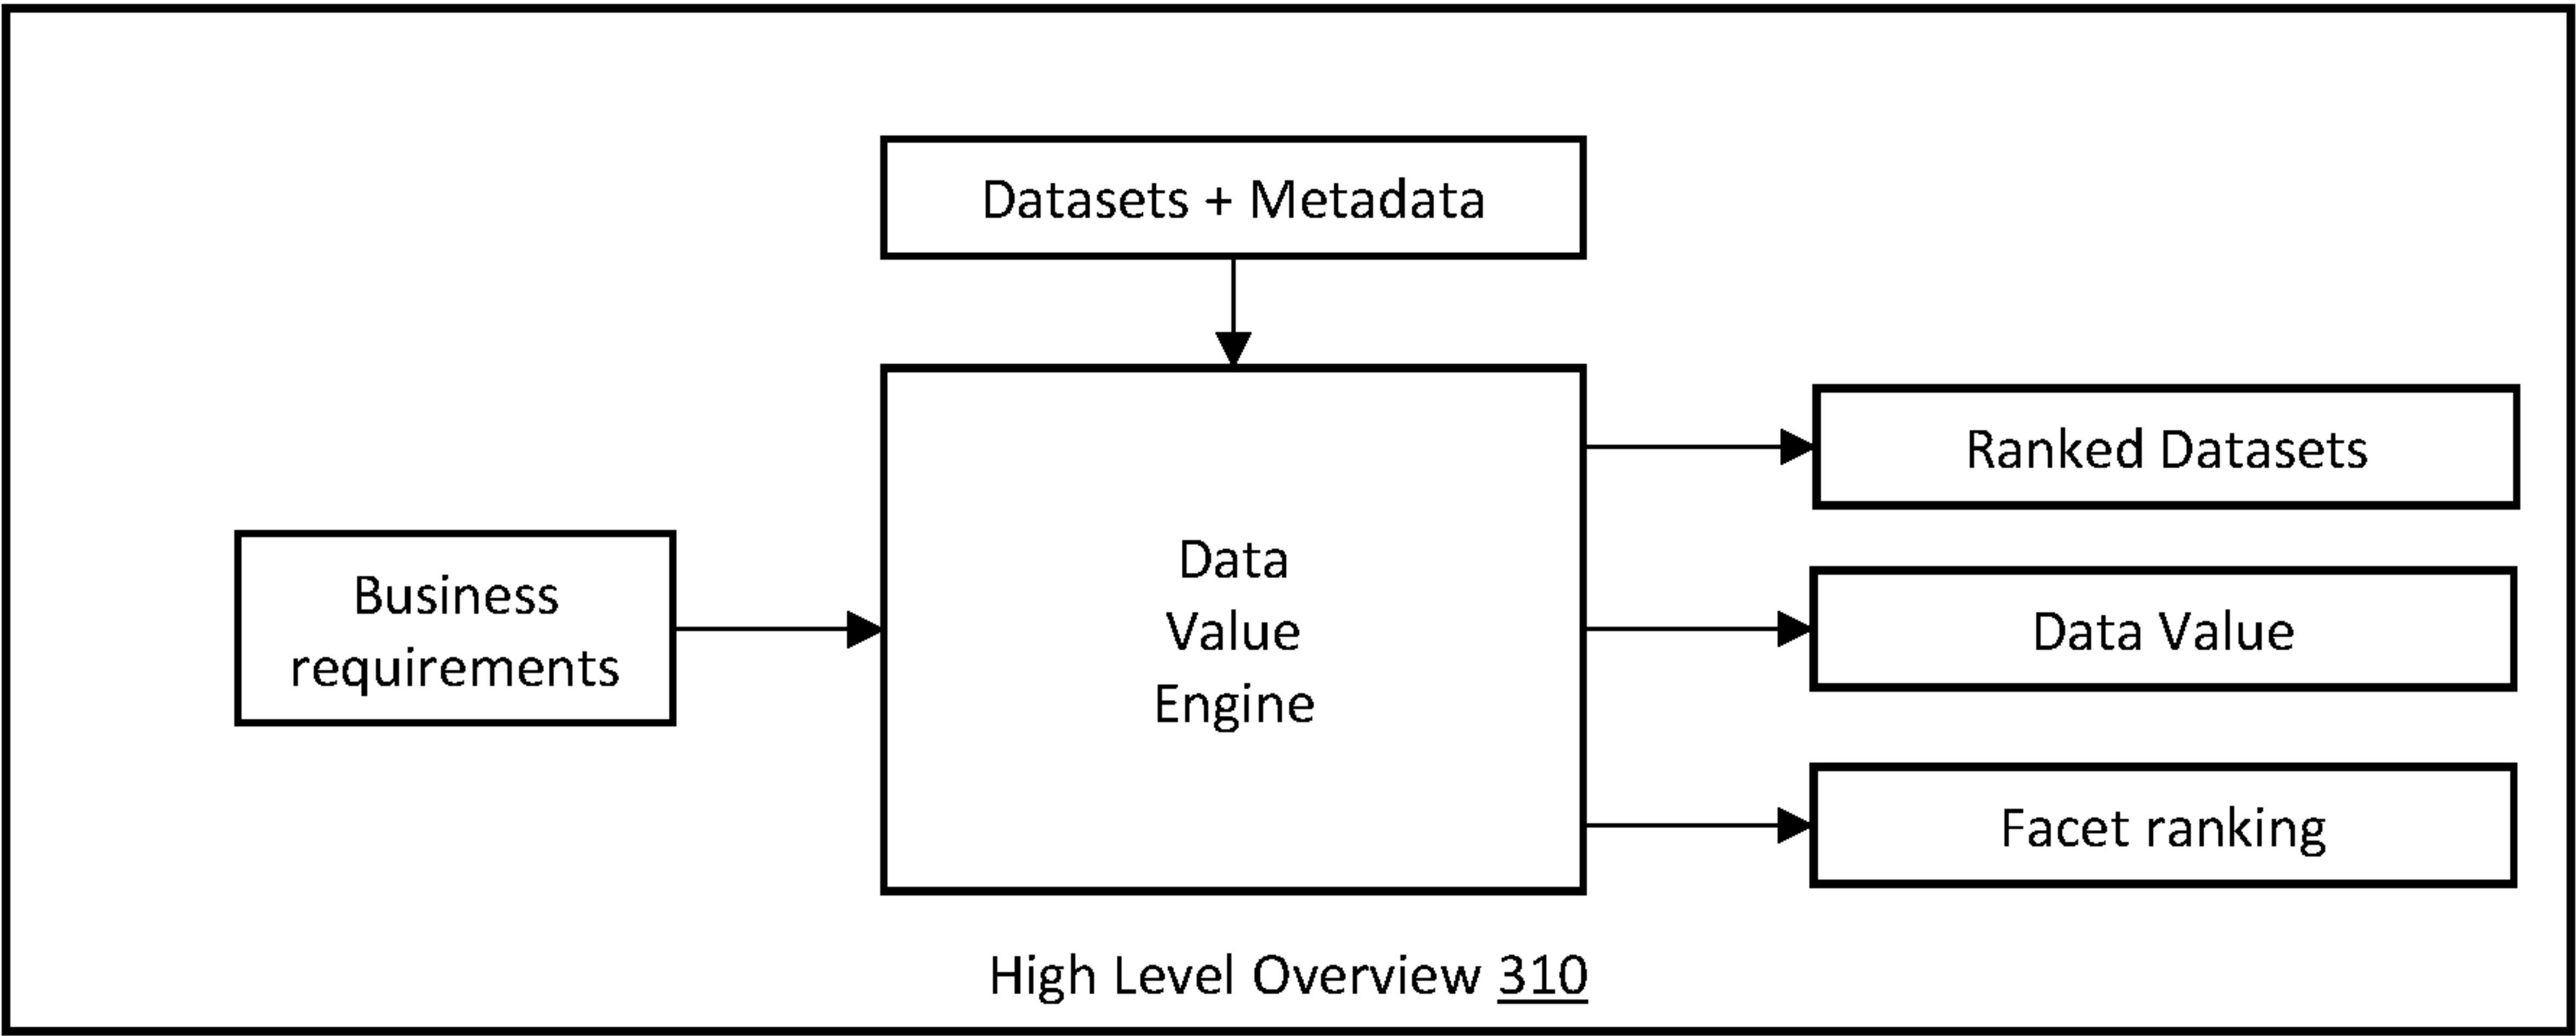 Datasets + Metadata
Business
requirements
Data
Value
Engine
Ranked Datasets
Data Value
Facet ranking
High Level Overview 310